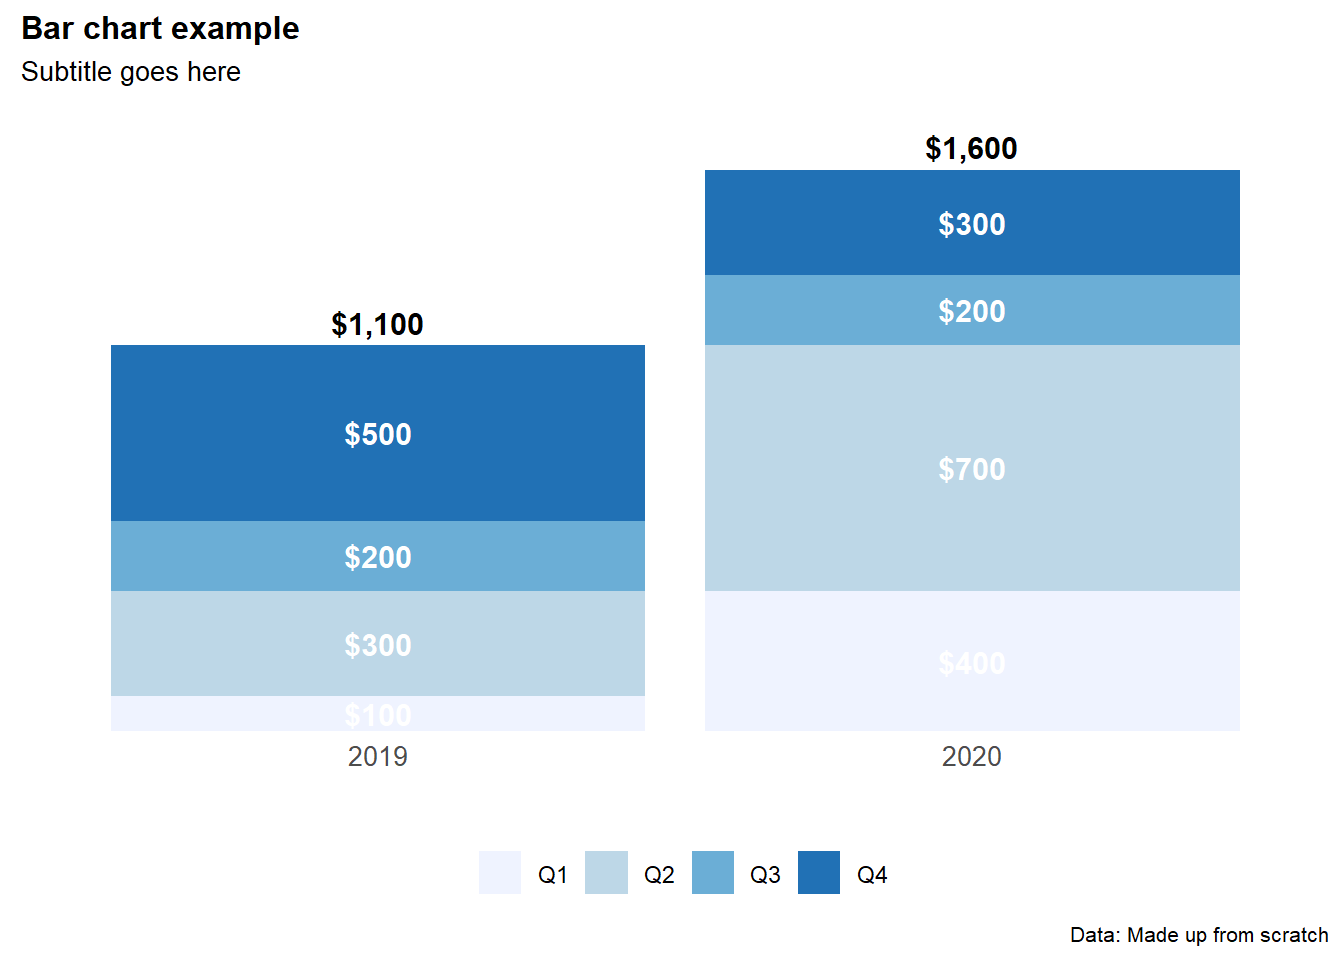 Bar chart example
Subtitle goes here
$1,600
$300
$200
$1,100
$500
$700
$200
$300
$400
$100
2019 2020
Q1 Q2 Q3 Q4
Data: Made up from scratch